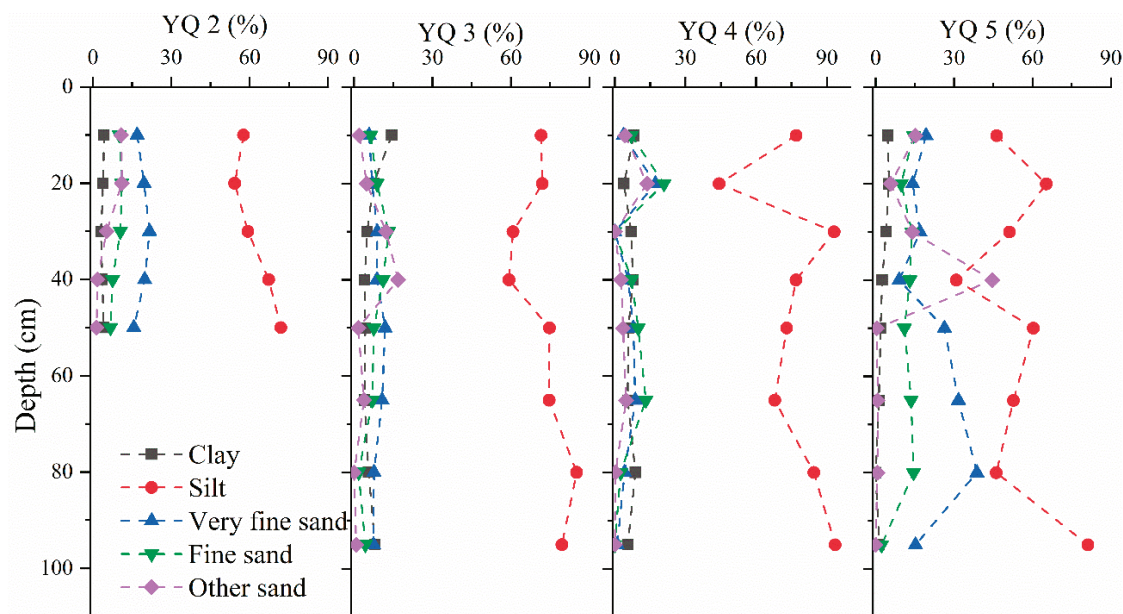 YQ 2 (%)
YQ 3 (%)
YQ 4 (%)
YQ 5 (%)
0 30 60 90
0 30 60 90
0 30 60 90
0 30 60 90
0
20
40
60
80
100
Depth (cm)
Clay
Silt
Very fine sand
Fine sand
Other sand